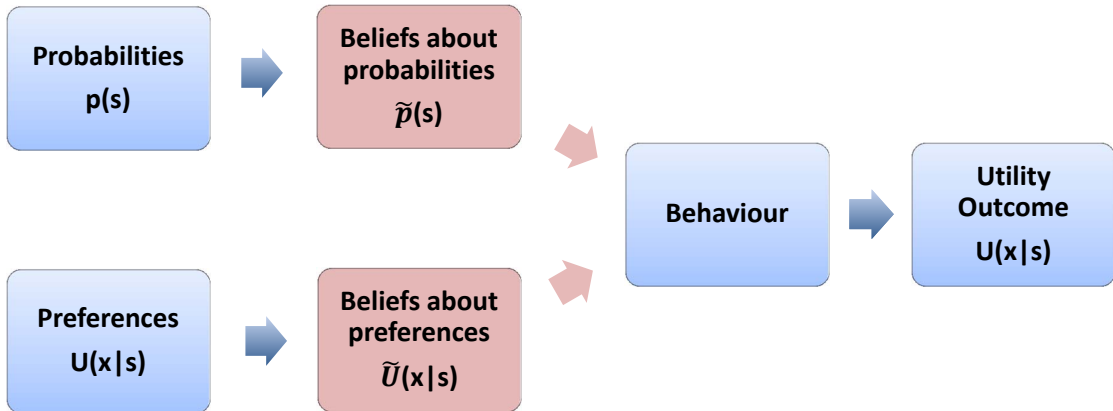 Probabilities
p(s)
Beliefs about
probabilities
p̃(s)
Preferences
U(x|s)
Beliefs about
preferences
Ũ(x|s)
Behaviour
Utility
Outcome
U(x|s)